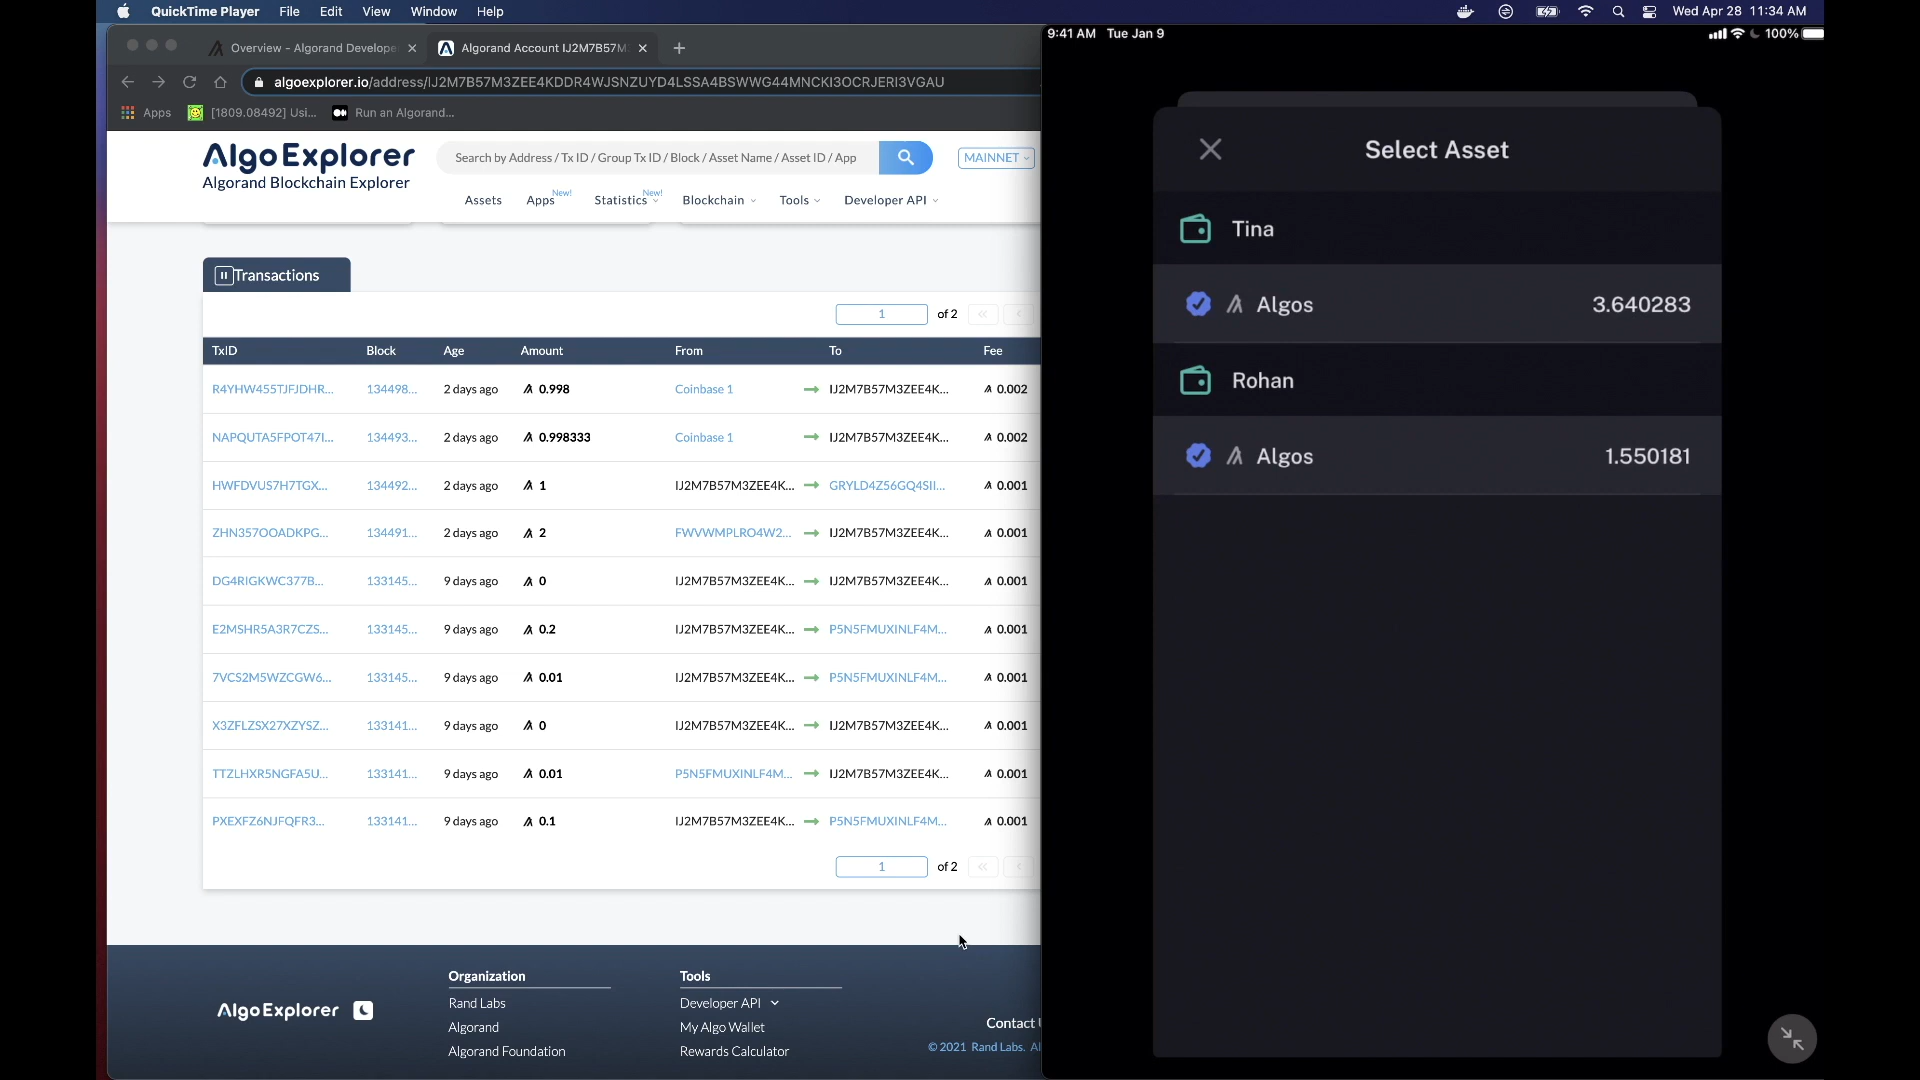 QuickTime Player File Edit View Window Help Wed Apr 28 11:34 AM
Overview - Algorand Develope
Algorand Account IJ2M7B57M
algoexplorer.io/address/IJ2M7B57M3ZEE4KDDR4WJSNZUYD4LSSA4BSWWG44MNCKI3OCRJERI3VGAU
Apps [1809.08492] Usi... Run an Algorand...
AlgoExplorer
Algorand Blockchain Explorer
Search by Address / Tx ID / Group Tx ID / Block / Asset Name / Asset ID / App
MAINNET
Assets Apps New! Statistics New! Blockchain Tools Developer API
Transactions
1 of 2
TxID Block Age Amount From To Fee
R4YHW455TJFJDHR... 134498... 2 days ago 0.998 Coinbase 1 IJ2M7B57M3ZEE4K... 0.002
NAPQUTA5FPOT47I... 134493... 2 days ago 0.998333 Coinbase 1 IJ2M7B57M3ZEE4K... 0.002
HWFDVUS7H7TGX... 134492... 2 days ago 1 IJ2M7B57M3ZEE4K... GRYLD4Z56GQ4SII... 0.001
ZHN357OOADKPG... 134491... 2 days ago 2 FWVWMPLRO4W2... IJ2M7B57M3ZEE4K... 0.001
DG4RIGKWC377B... 133145... 9 days ago 0 IJ2M7B57M3ZEE4K... IJ2M7B57M3ZEE4K... 0.001
E2MSHR5A3R7CZS... 133145... 9 days ago 0.2 IJ2M7B57M3ZEE4K... P5N5FMUXINLF4M... 0.001
7VCS2M5WZCGW6... 133145... 9 days ago 0.01 IJ2M7B57M3ZEE4K... P5N5FMUXINLF4M... 0.001
X3ZFLZSX27XZYSZ... 133141... 9 days ago 0 IJ2M7B57M3ZEE4K... IJ2M7B57M3ZEE4K... 0.001
TTZLHXR5NGFA5U... 133141... 9 days ago 0.01 P5N5FMUXINLF4M... IJ2M7B57M3ZEE4K... 0.001
PXEXFZ6NJFQFR3... 133141... 9 days ago 0.1 IJ2M7B57M3ZEE4K... P5N5FMUXINLF4M... 0.001
1 of 2
AlgoExplorer
Organization
Rand Labs
Algorand
Algorand Foundation
Tools
Developer API
My Algo Wallet
Rewards Calculator
Contact
© 2021 Rand Labs. Al
9:41 AM Tue Jan 9 100%
Select Asset
Tina
Algos 3.640283
Rohan
Algos 1.550181